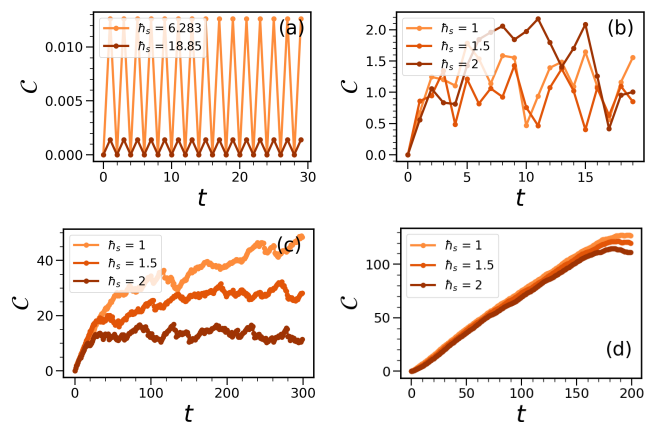 ℏₛ = 6.283
ℏₛ = 18.85
(a)
0.010
0.005
0.000
𝒞
0 10 20 30
t
ℏₛ = 1
ℏₛ = 1.5
ℏₛ = 2
(b)
2.0
1.5
1.0
0.5
0.0
𝒞
0 5 10 15
t
ℏₛ = 1
ℏₛ = 1.5
ℏₛ = 2
(c)
40
20
0
𝒞
0 100 200 300
t
ℏₛ = 1
ℏₛ = 1.5
ℏₛ = 2
(d)
100
50
0
𝒞
0 50 100 150 200
t